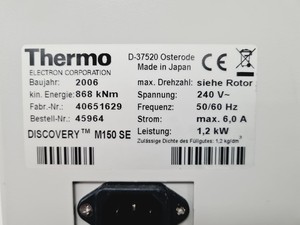 Thermo
ELECTRON CORPORATION
D-37520 Osterode
Made in Japan
CE
Baujahr: 2006
kin. Energie: 868 kNm
Fabr.-Nr.: 40651629
Bestell-Nr.: 45964
DISCOVERY™ M150 SE
max. Drehzahl: siehe Rotor
Spannung: 240 V~
Frequenz: 50/60 Hz
Strom: max. 6,0 A
Leistung: 1,2 kW
Zulässige Dichte des Füllgutes: 1,2 kg/dm³